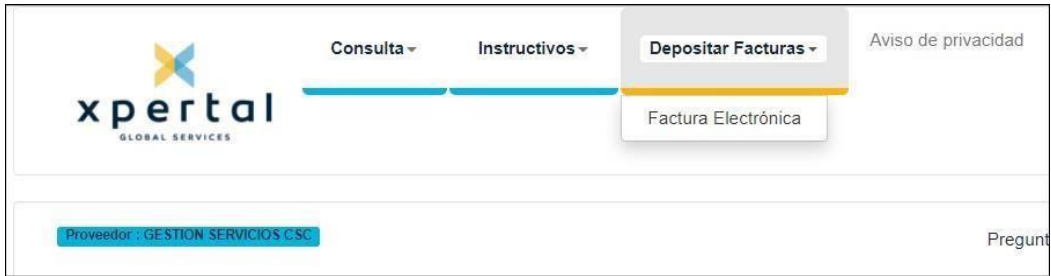 Consulta
Instructivos
Depositar Facturas
Aviso de privacidad
xpertal
GLOBAL SERVICES
Factura Electrónica
Proveedor : GESTION SERVICIOS CSC
Pregunt